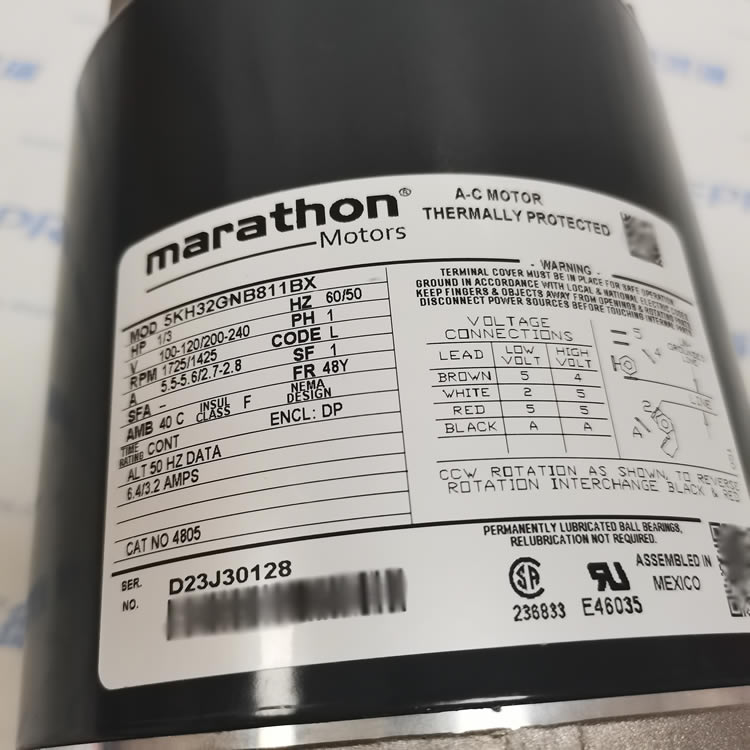 marathon®
Motors
A-C MOTOR
THERMALLY PROTECTED
MOD 5KH32GNB811BX
HP 1/3 HZ 60/50
V 100-120/200-240 PH 1
RPM 1725/1425 CODE L
A 5.5-5.6/2.7-2.8 SF 1
SFA - FR 48Y
AMB 40 C INSUL CLASS F NEMA DESIGN
TIME RATING CONT ENCL: DP
ALT 50 HZ DATA
6.4/3.2 AMPS
CAT NO 4805
- WARNING -
TERMINAL COVER MUST BE IN PLACE FOR SAFE OPERATION.
GROUND IN ACCORDANCE WITH LOCAL & NATIONAL ELECTRIC CODES.
KEEP FINGERS & OBJECTS AWAY FROM OPENINGS & ROTATING PARTS.
DISCONNECT POWER SOURCES BEFORE TOUCHING INTERNAL PARTS.
VOLTAGE
CONNECTIONS
LEAD LOW VOLT HIGH VOLT
BROWN 5 4
WHITE 2 5
RED 5 5
BLACK A A
5
4
2
A
LINE
CCW ROTATION AS SHOWN, TO REVERSE
ROTATION INTERCHANGE BLACK & RED
PERMANENTLY LUBRICATED BALL BEARINGS,
RELUBRICATION NOT REQUIRED.
SER. NO. D23J30128
236833
E46035
ASSEMBLED IN
MEXICO